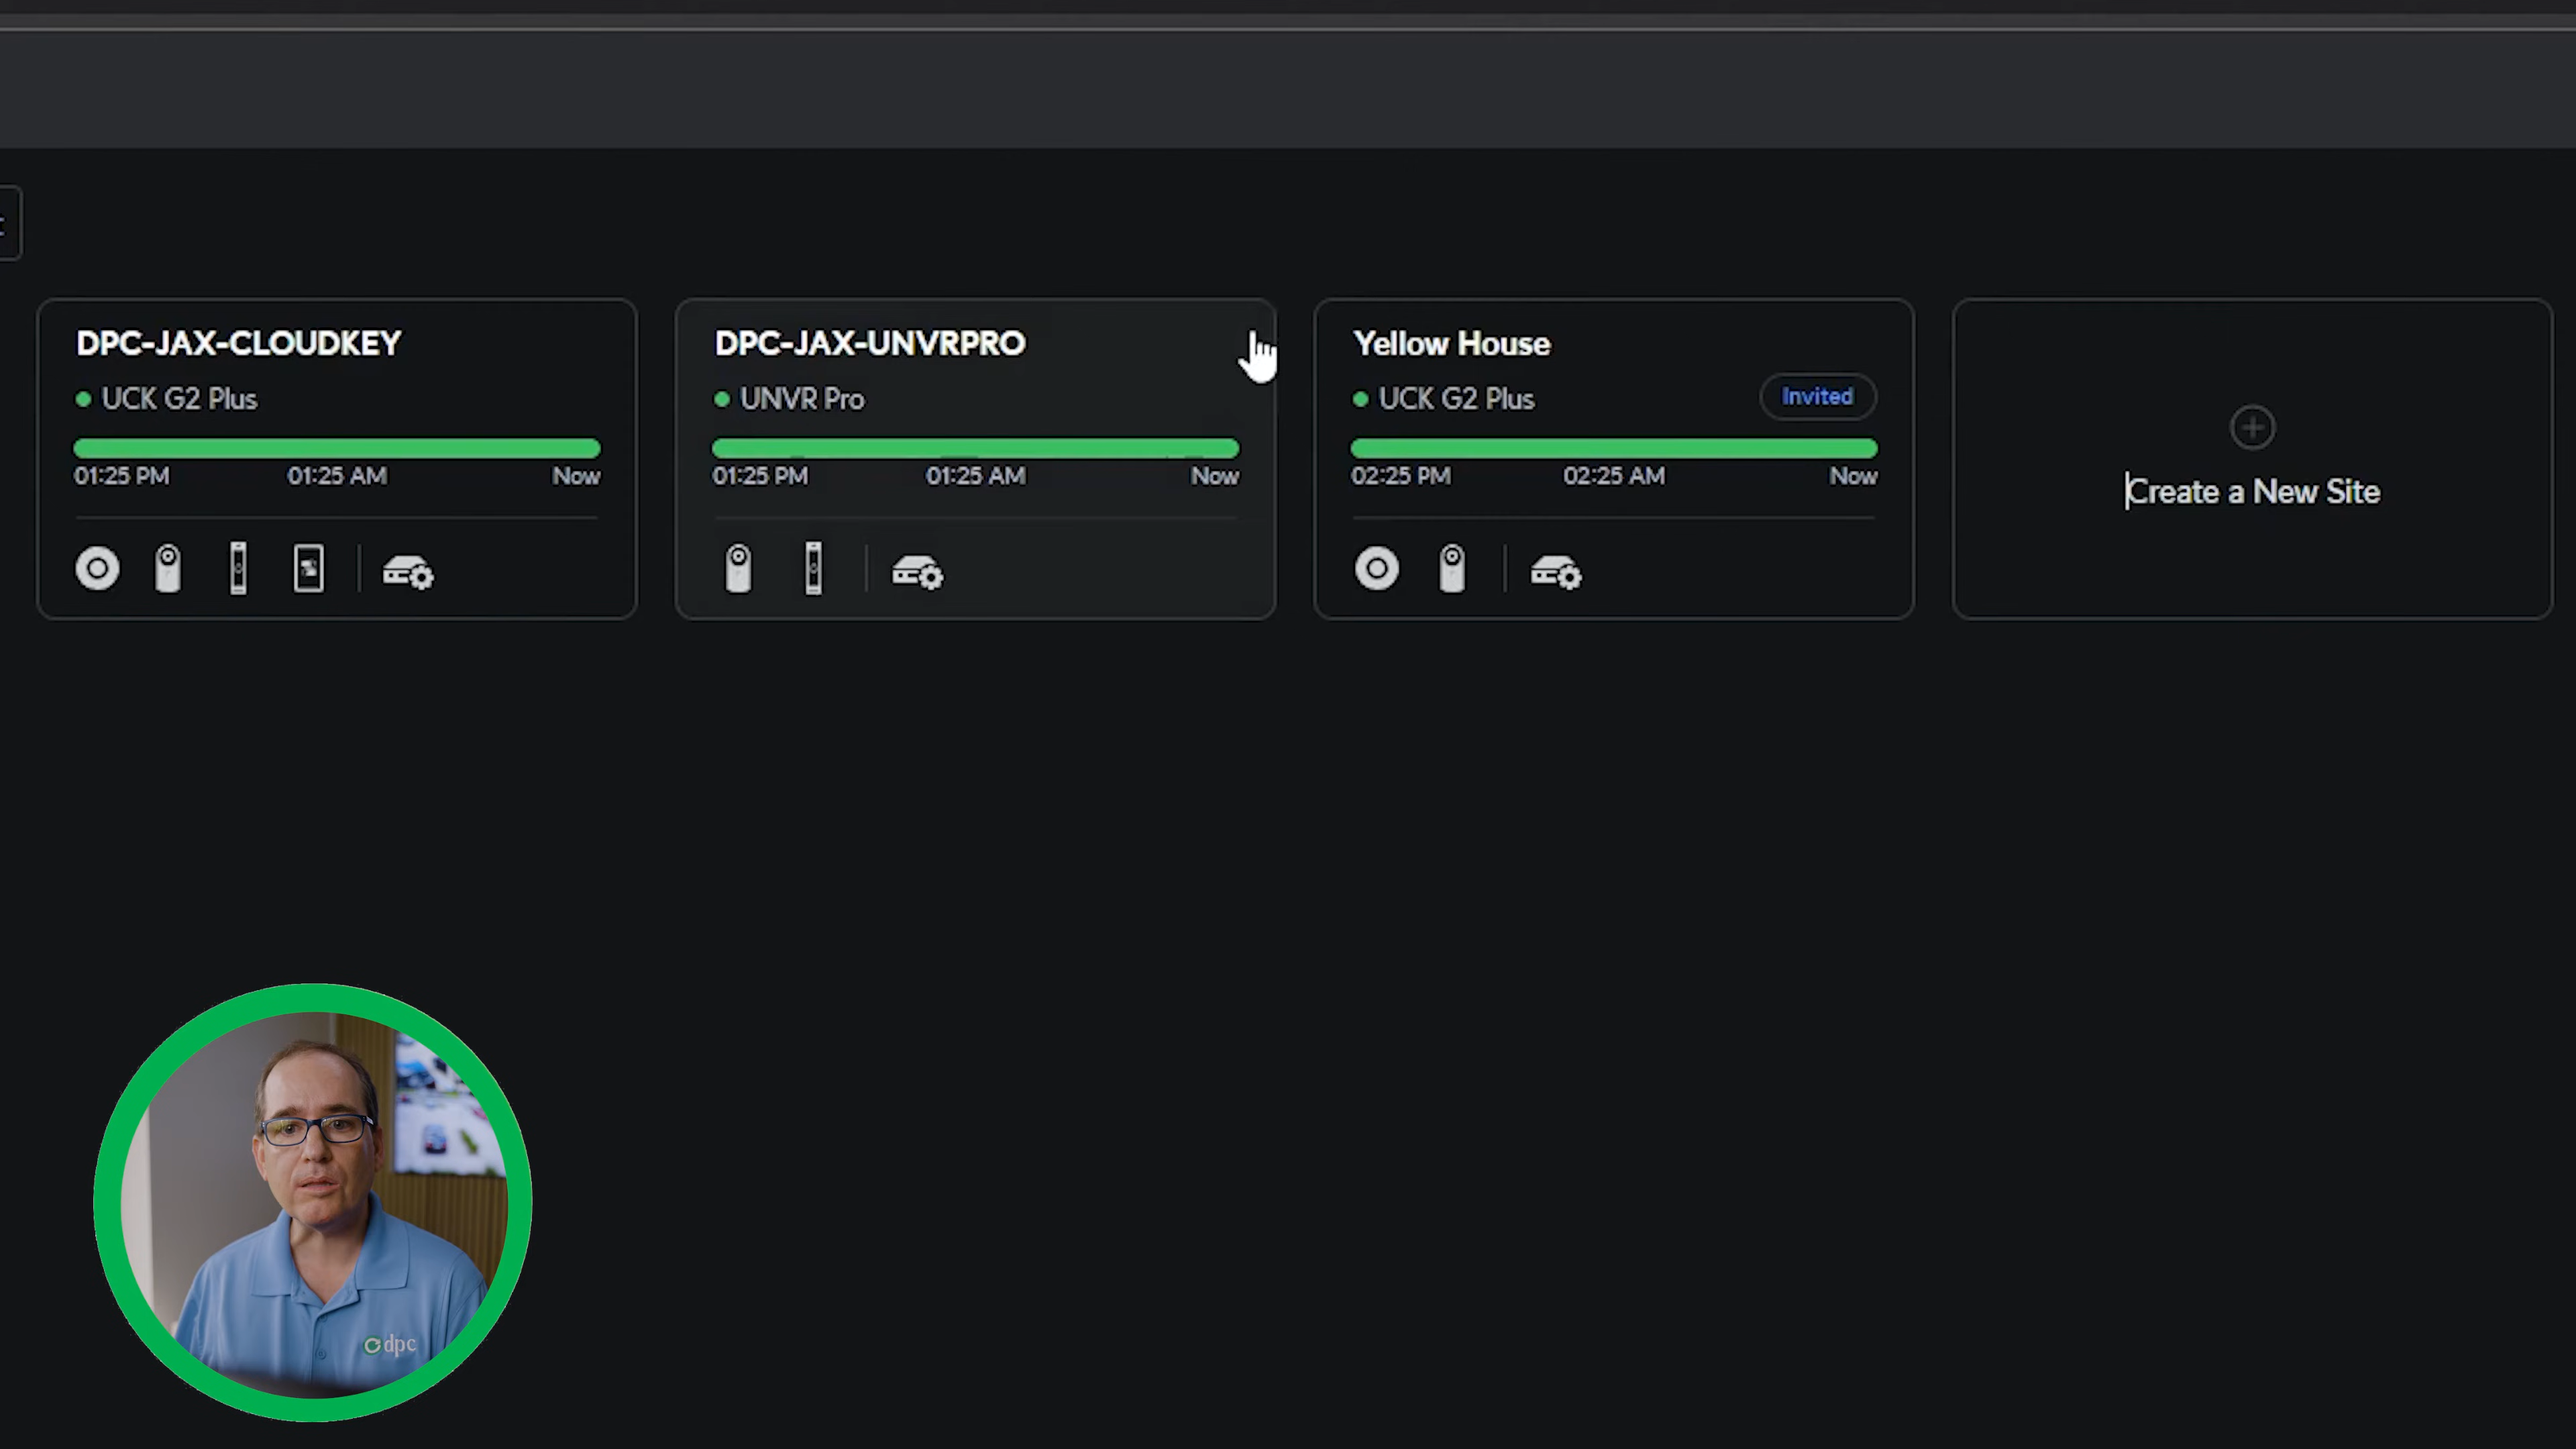 DPC-JAX-CLOUDKEY
UCK G2 Plus
01:25 PM 01:25 AM Now
DPC-JAX-UNVRPRO
UNVR Pro
01:25 PM 01:25 AM Now
Yellow House
UCK G2 Plus
Invited
02:25 PM 02:25 AM Now
Create a New Site
dpc